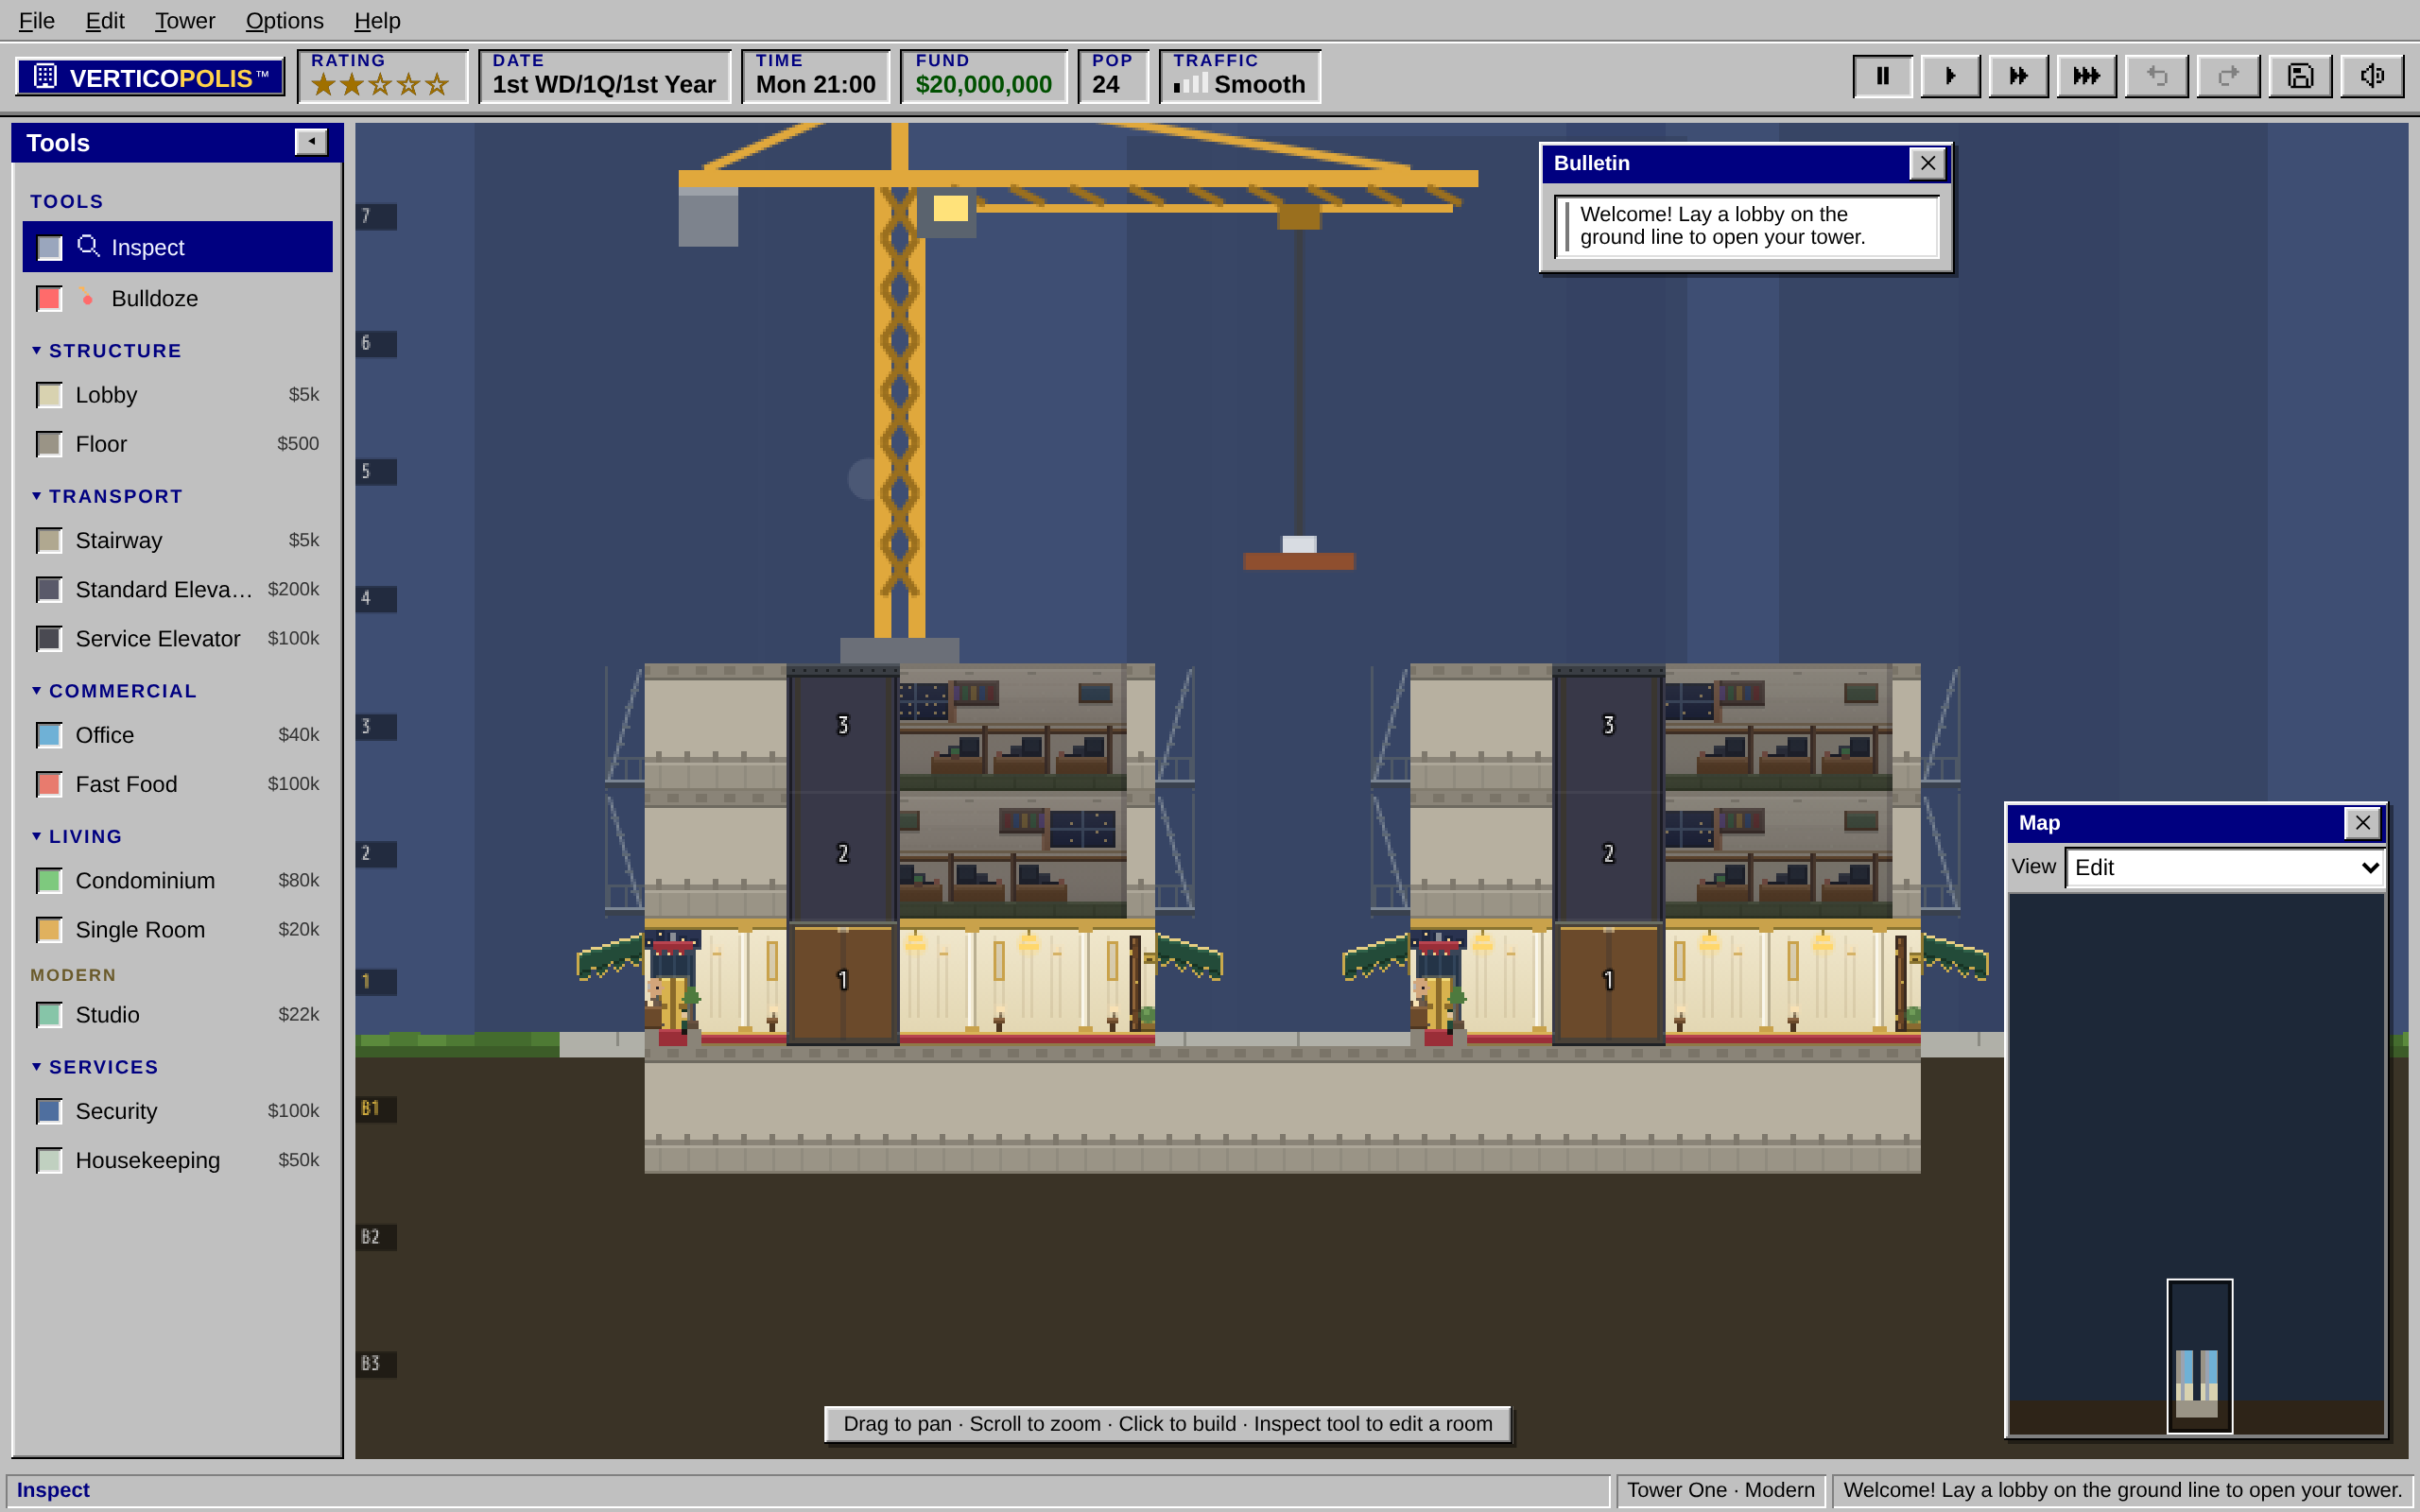 File Edit Tower Options Help
VERTICOPOLIS™
RATING
DATE
1st WD/1Q/1st Year
TIME
Mon 21:00
FUND
$20,000,000
POP
24
TRAFFIC
Smooth
Tools
TOOLS
Inspect
Bulldoze
STRUCTURE
Lobby $5k
Floor $500
TRANSPORT
Stairway $5k
Standard Eleva… $200k
Service Elevator $100k
COMMERCIAL
Office $40k
Fast Food $100k
LIVING
Condominium $80k
Single Room $20k
MODERN
Studio $22k
SERVICES
Security $100k
Housekeeping $50k
7
6
5
4
3
2
1
B1
B2
B3
3
2
1
3
2
1
Bulletin
Welcome! Lay a lobby on the
ground line to open your tower.
Map
View Edit
Drag to pan · Scroll to zoom · Click to build · Inspect tool to edit a room
Inspect
Tower One · Modern
Welcome! Lay a lobby on the ground line to open your tower.